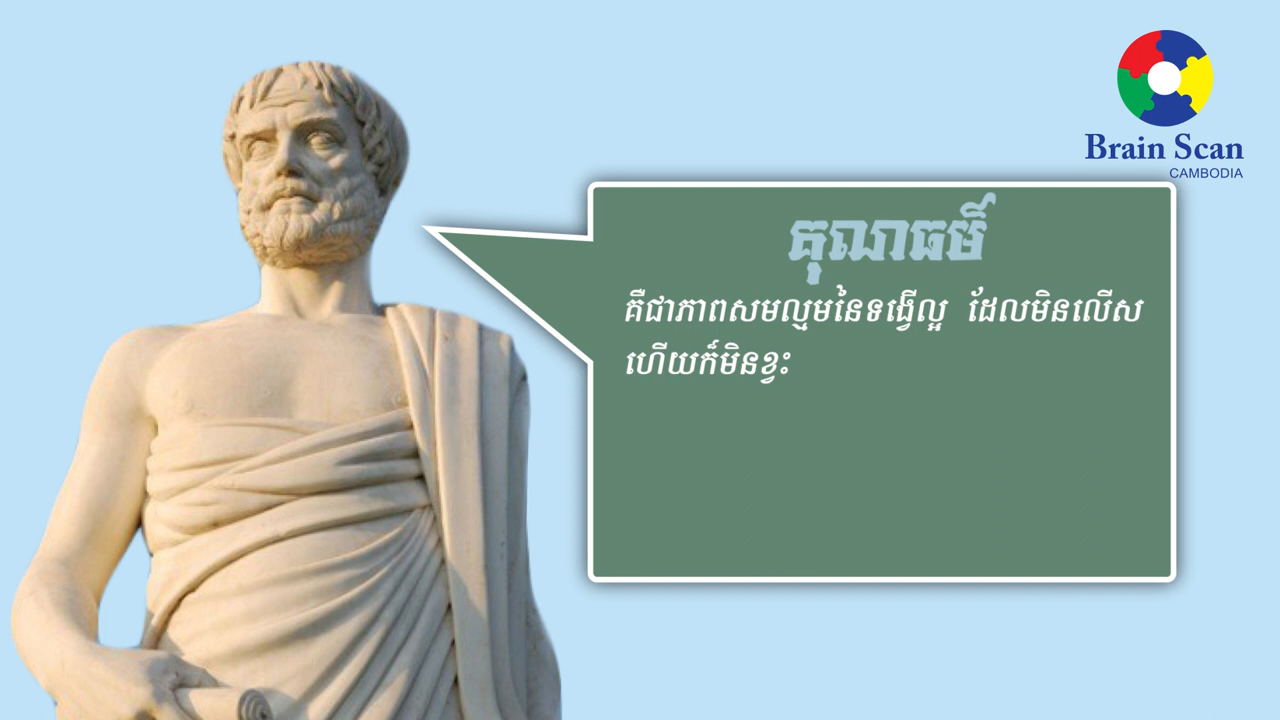 Brain Scan
CAMBODIA
គុណធម៌
គឺជាភាពសមល្មមនៃទង្វើល្អ ដែលមិនលើស
ហើយក៏មិនខ្វះ